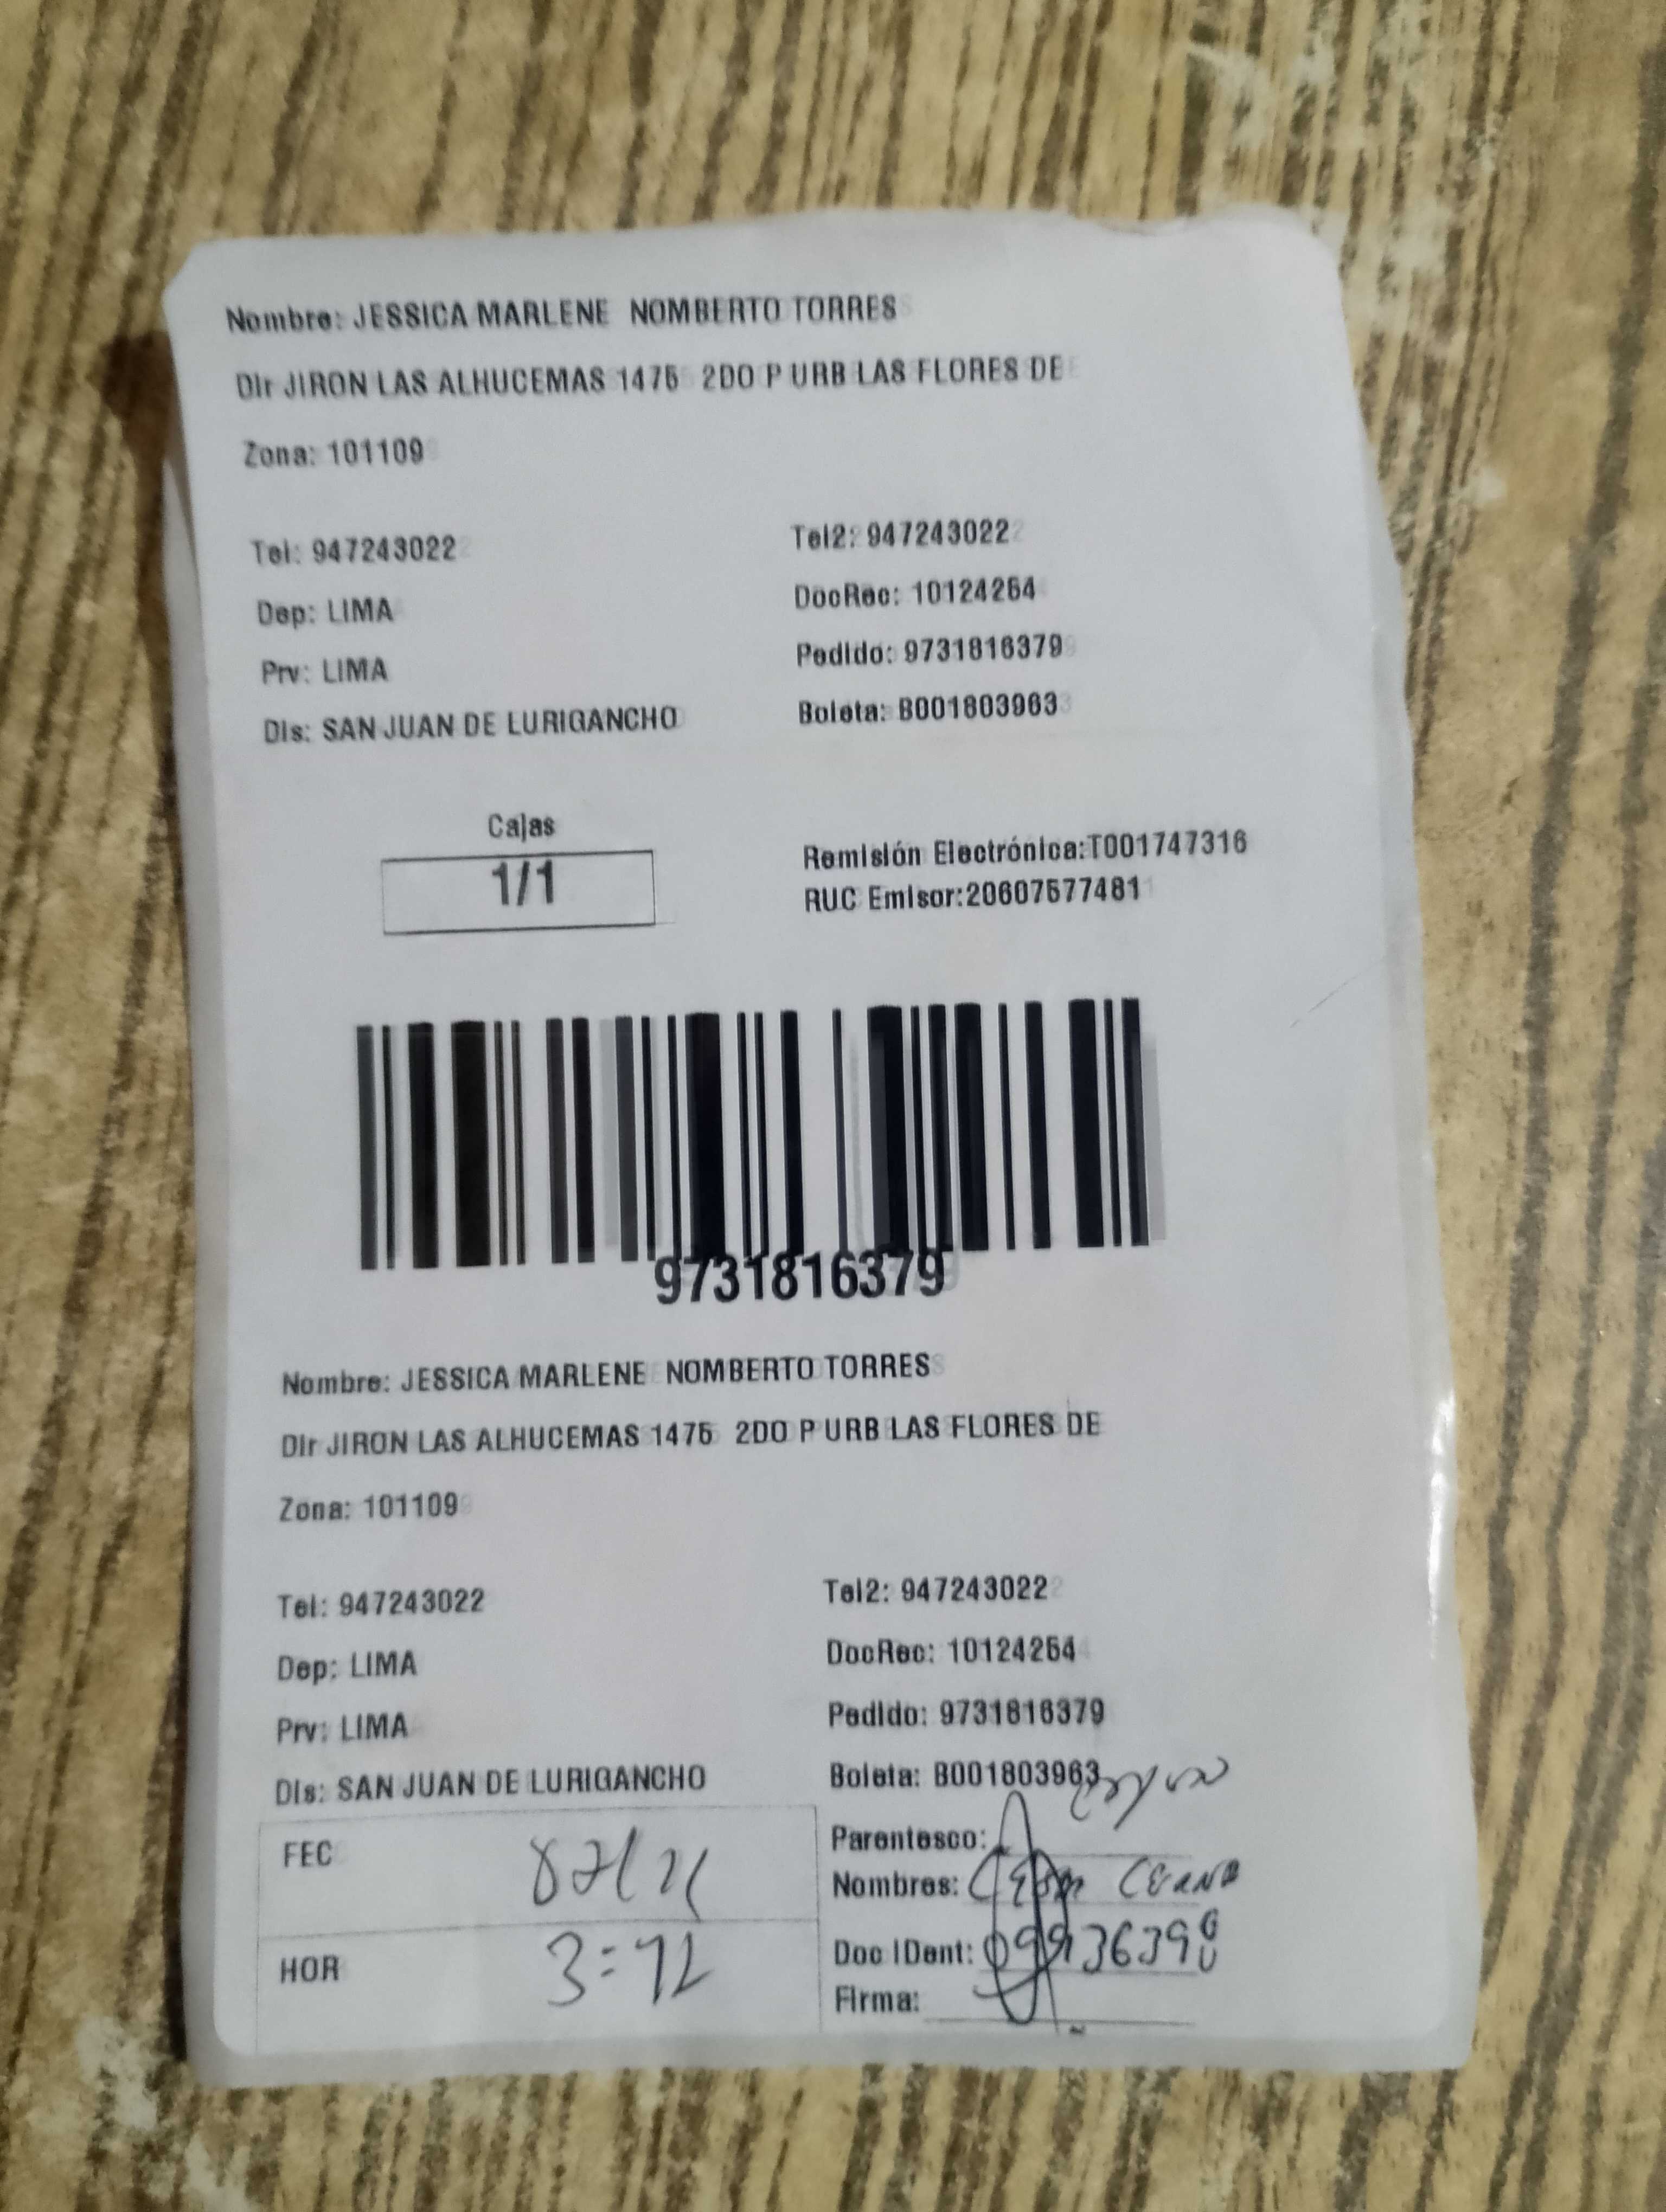 Nombre: JESSICA MARLENE NOMBERTO TORRES
Dir JIRON LAS ALHUCEMAS 1475 2DO P URB LAS FLORES DE
Zona: 101109
Tel: 947243022 Tel2: 947243022
Dep: LIMA DocRec: 10124254
Prv: LIMA Pedido: 9731816379
Dis: SAN JUAN DE LURIGANCHO Boleta: B001803963
Cajas
1/1
Remisión Electrónica:T001747316
RUC Emisor:20607577481
9731816379
Nombre: JESSICA MARLENE NOMBERTO TORRES
Dir JIRON LAS ALHUCEMAS 1475 2DO P URB LAS FLORES DE
Zona: 101109
Tel: 947243022 Tel2: 947243022
Dep: LIMA DocRec: 10124254
Prv: LIMA Pedido: 9731816379
Dis: SAN JUAN DE LURIGANCHO Boleta: B001803963
FEC
HOR
Parentesco:
Nombres:
Doc IDent:
Firma: